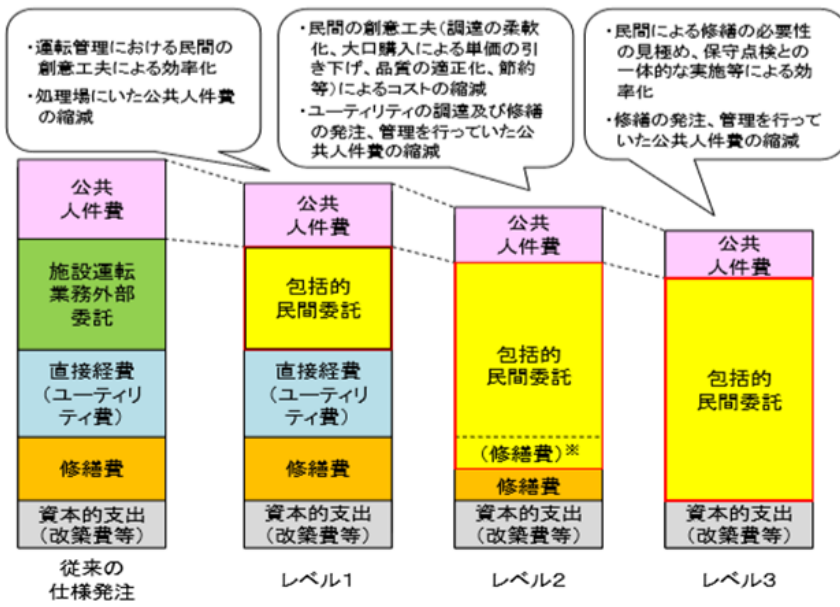 ・運転管理における民間の
創意工夫による効率化
・処理場にいた公共人件費
の縮減
・民間の創意工夫(調達の柔軟
化、大口購入による単価の引
き下げ、品質の適正化、節約
等)によるコストの縮減
・ユーティリティの調達及び修繕
の発注、管理を行っていた公
共人件費の縮減
・民間による修繕の必要性
の見極め、保守点検との
一体的な実施等による効
率化
・修繕の発注、管理を行って
いた公共人件費の縮減
公共
人件費
施設運転
業務外部
委託
直接経費
(ユーティリ
ティ費)
修繕費
資本的支出
(改築費等)
従来の
仕様発注
公共
人件費
包括的
民間委託
直接経費
(ユーティリ
ティ費)
修繕費
資本的支出
(改築費等)
レベル1
公共
人件費
包括的
民間委託
(修繕費)※
修繕費
資本的支出
(改築費等)
レベル2
公共
人件費
包括的
民間委託
資本的支出
(改築費等)
レベル3